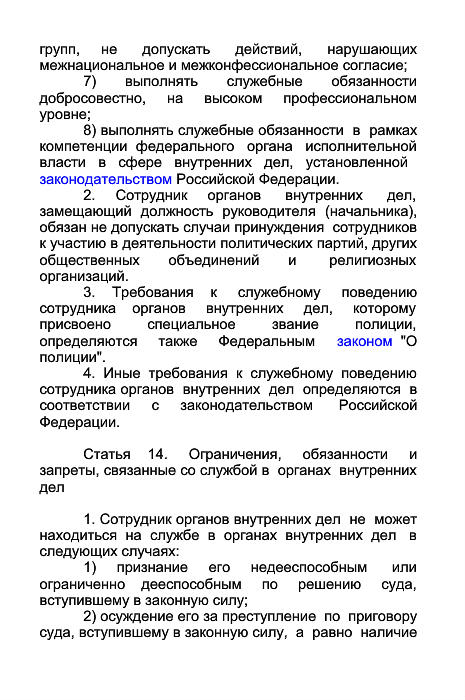 групп, не допускать действий, нарушающих
межнациональное и межконфессиональное согласие;
7) выполнять служебные обязанности
добросовестно, на высоком профессиональном
уровне;
8) выполнять служебные обязанности в рамках
компетенции федерального органа исполнительной
власти в сфере внутренних дел, установленной
законодательством Российской Федерации.
2. Сотрудник органов внутренних дел,
замещающий должность руководителя (начальника),
обязан не допускать случаи принуждения сотрудников
к участию в деятельности политических партий, других
общественных объединений и религиозных
организаций.
3. Требования к служебному поведению
сотрудника органов внутренних дел, которому
присвоено специальное звание полиции,
определяются также Федеральным законом "О
полиции".
4. Иные требования к служебному поведению
сотрудника органов внутренних дел определяются в
соответствии с законодательством Российской
Федерации.
Статья 14. Ограничения, обязанности и
запреты, связанные со службой в органах внутренних
дел
1. Сотрудник органов внутренних дел не может
находиться на службе в органах внутренних дел в
следующих случаях:
1) признание его недееспособным или
ограниченно дееспособным по решению суда,
вступившему в законную силу;
2) осуждение его за преступление по приговору
суда, вступившему в законную силу, а равно наличие